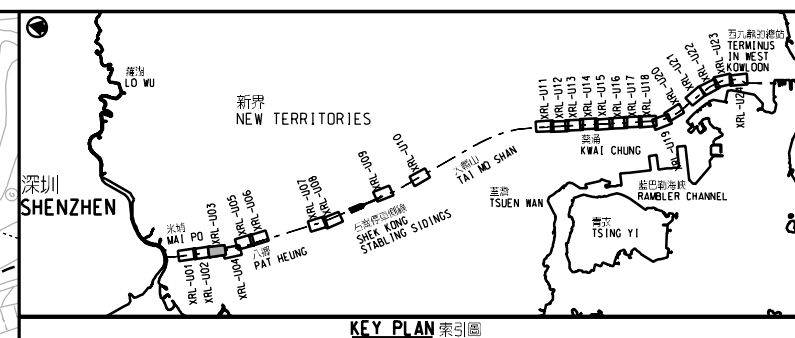 羅湖
LO WU
新界
NEW TERRITORIES
深圳
SHENZHEN
米埔
MAI PO
XRL-U01
XRL-U02
XRL-U03
XRL-U04
XRL-U05
XRL-U06
八鄉
PAT HEUNG
XRL-U07
XRL-U08
XRL-U09
石崗停車側線
SHEK KONG
STABLING SIDINGS
XRL-U10
大帽山
TAI MO SHAN
XRL-U11
XRL-U12
XRL-U13
XRL-U14
XRL-U15
XRL-U16
XRL-U17
XRL-U18
XRL-U19
XRL-U20
XRL-U21
XRL-U22
XRL-U23
XRL-U24
西九龍的總站
TERMINUS
IN WEST
KOWLOON
葵涌
KWAI CHUNG
荃灣
TSUEN WAN
藍巴勒海峽
RAMBLER CHANNEL
青衣
TSING YI
KEY PLAN 索引圖